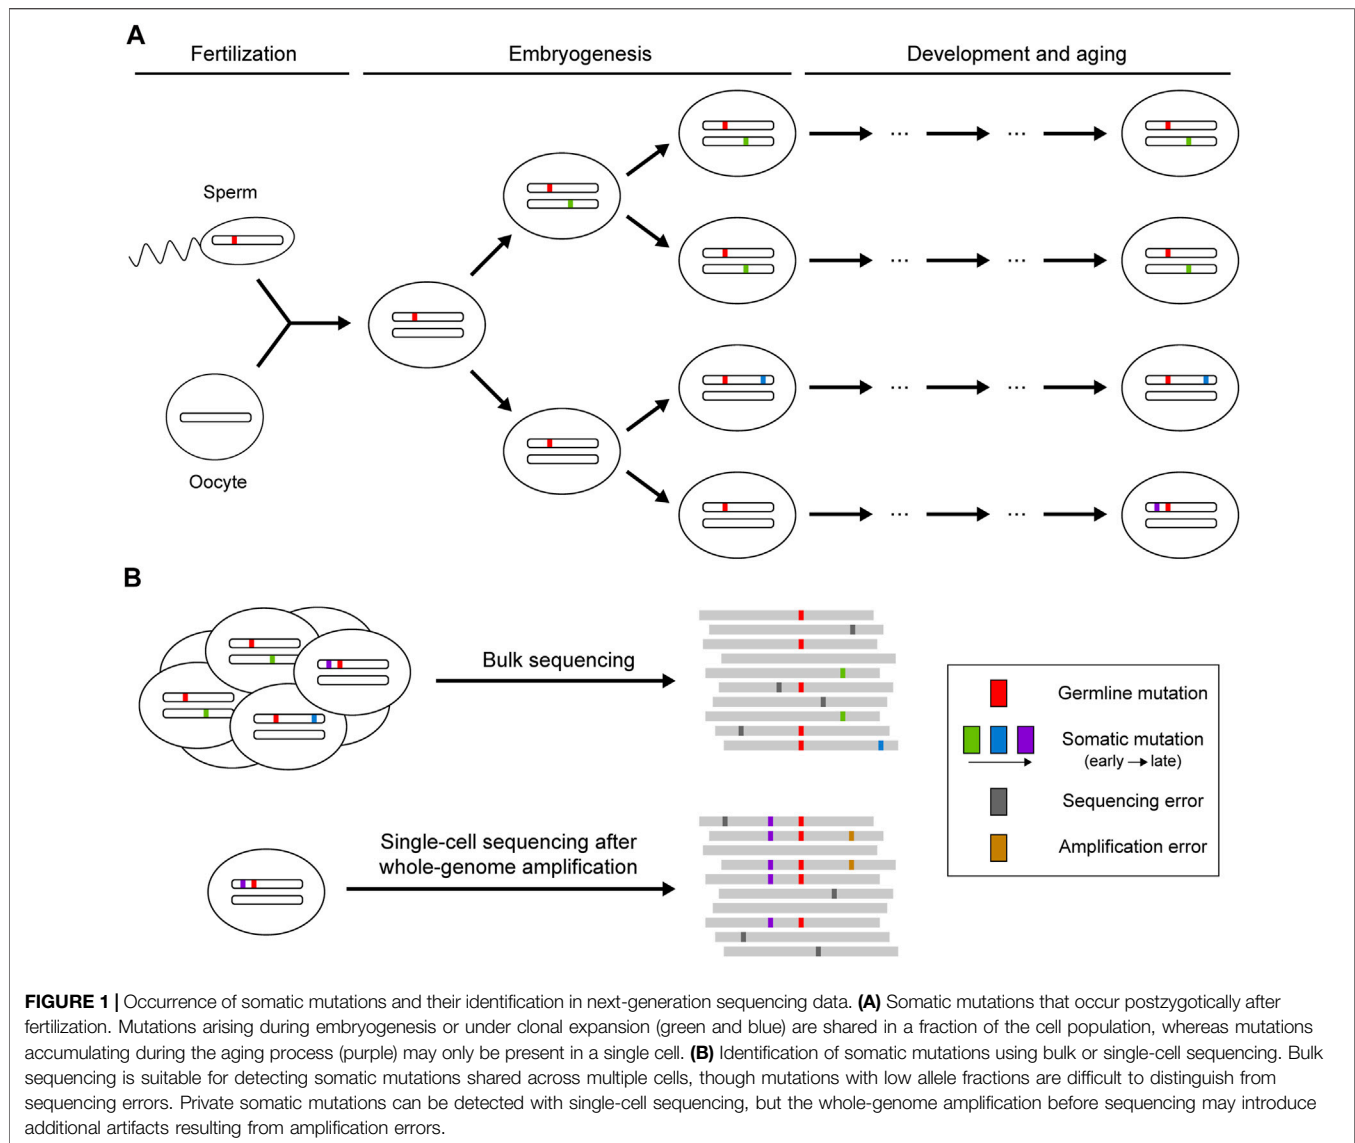 A
Fertilization
Embryogenesis
Development and aging
Sperm
Oocyte
... ...
... ...
... ...
... ...
B
Bulk sequencing
Single-cell sequencing after
whole-genome amplification
Germline mutation
Somatic mutation
(early → late)
Sequencing error
Amplification error
FIGURE 1 | Occurrence of somatic mutations and their identification in next-generation sequencing data. (A) Somatic mutations that occur postzygotically after
fertilization. Mutations arising during embryogenesis or under clonal expansion (green and blue) are shared in a fraction of the cell population, whereas mutations
accumulating during the aging process (purple) may only be present in a single cell. (B) Identification of somatic mutations using bulk or single-cell sequencing. Bulk
sequencing is suitable for detecting somatic mutations shared across multiple cells, though mutations with low allele fractions are difficult to distinguish from
sequencing errors. Private somatic mutations can be detected with single-cell sequencing, but the whole-genome amplification before sequencing may introduce
additional artifacts resulting from amplification errors.